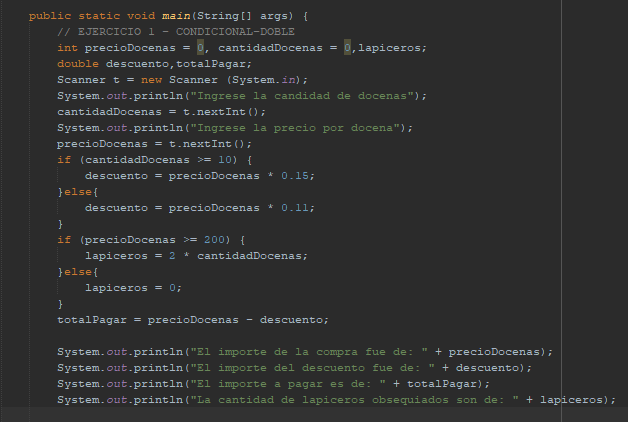 public static void main(String[] args) {
// EJERCICIO 1 - CONDICIONAL-DOBLE
int precioDocenas = 0, cantidadDocenas = 0,lapiceros;
double descuento,totalPagar;
Scanner t = new Scanner (System.in);
System.out.println("Ingrese la candidad de docenas");
cantidadDocenas = t.nextInt();
System.out.println("Ingrese la precio por docena");
precioDocenas = t.nextInt();
if (cantidadDocenas >= 10) {
descuento = precioDocenas * 0.15;
}else{
descuento = precioDocenas * 0.11;
}
if (precioDocenas >= 200) {
lapiceros = 2 * cantidadDocenas;
}else{
lapiceros = 0;
}
totalPagar = precioDocenas - descuento;
System.out.println("El importe de la compra fue de: " + precioDocenas);
System.out.println("El importe del descuento fue de: " + descuento);
System.out.println("El importe a pagar es de: " + totalPagar);
System.out.println("La cantidad de lapiceros obsequiados son de: " + lapiceros);